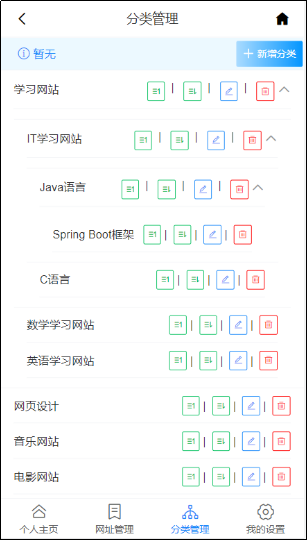 分类管理
暂无
+ 新增分类
学习网站
IT学习网站
Java语言
Spring Boot框架
C语言
数学学习网站
英语学习网站
网页设计
音乐网站
电影网站
个人主页 网址管理 分类管理 我的设置